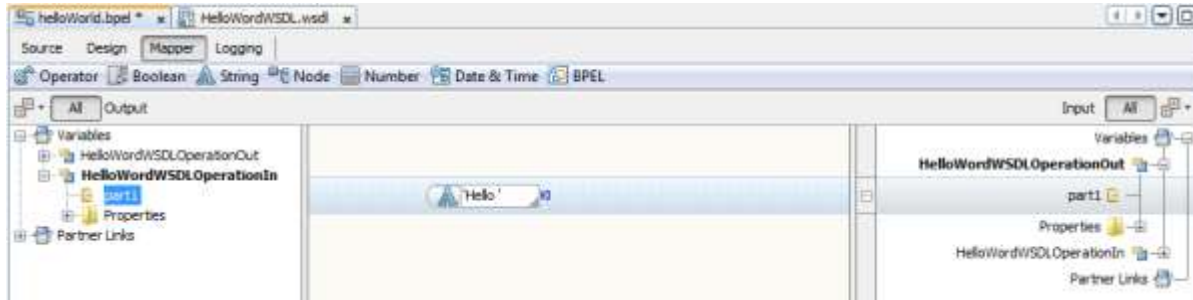 helloWorld.bpel * HelloWordWSDL.wsdl
Source Design Mapper Logging
Operator Boolean String Node Number Date & Time BPEL
All Output Input All
Variables Variables
HelloWordWSDLOperationOut HelloWordWSDLOperationOut
HelloWordWSDLOperationIn
part1 'Hello ' part1
Properties Properties
Partner Links HelloWordWSDLOperationIn
Partner Links